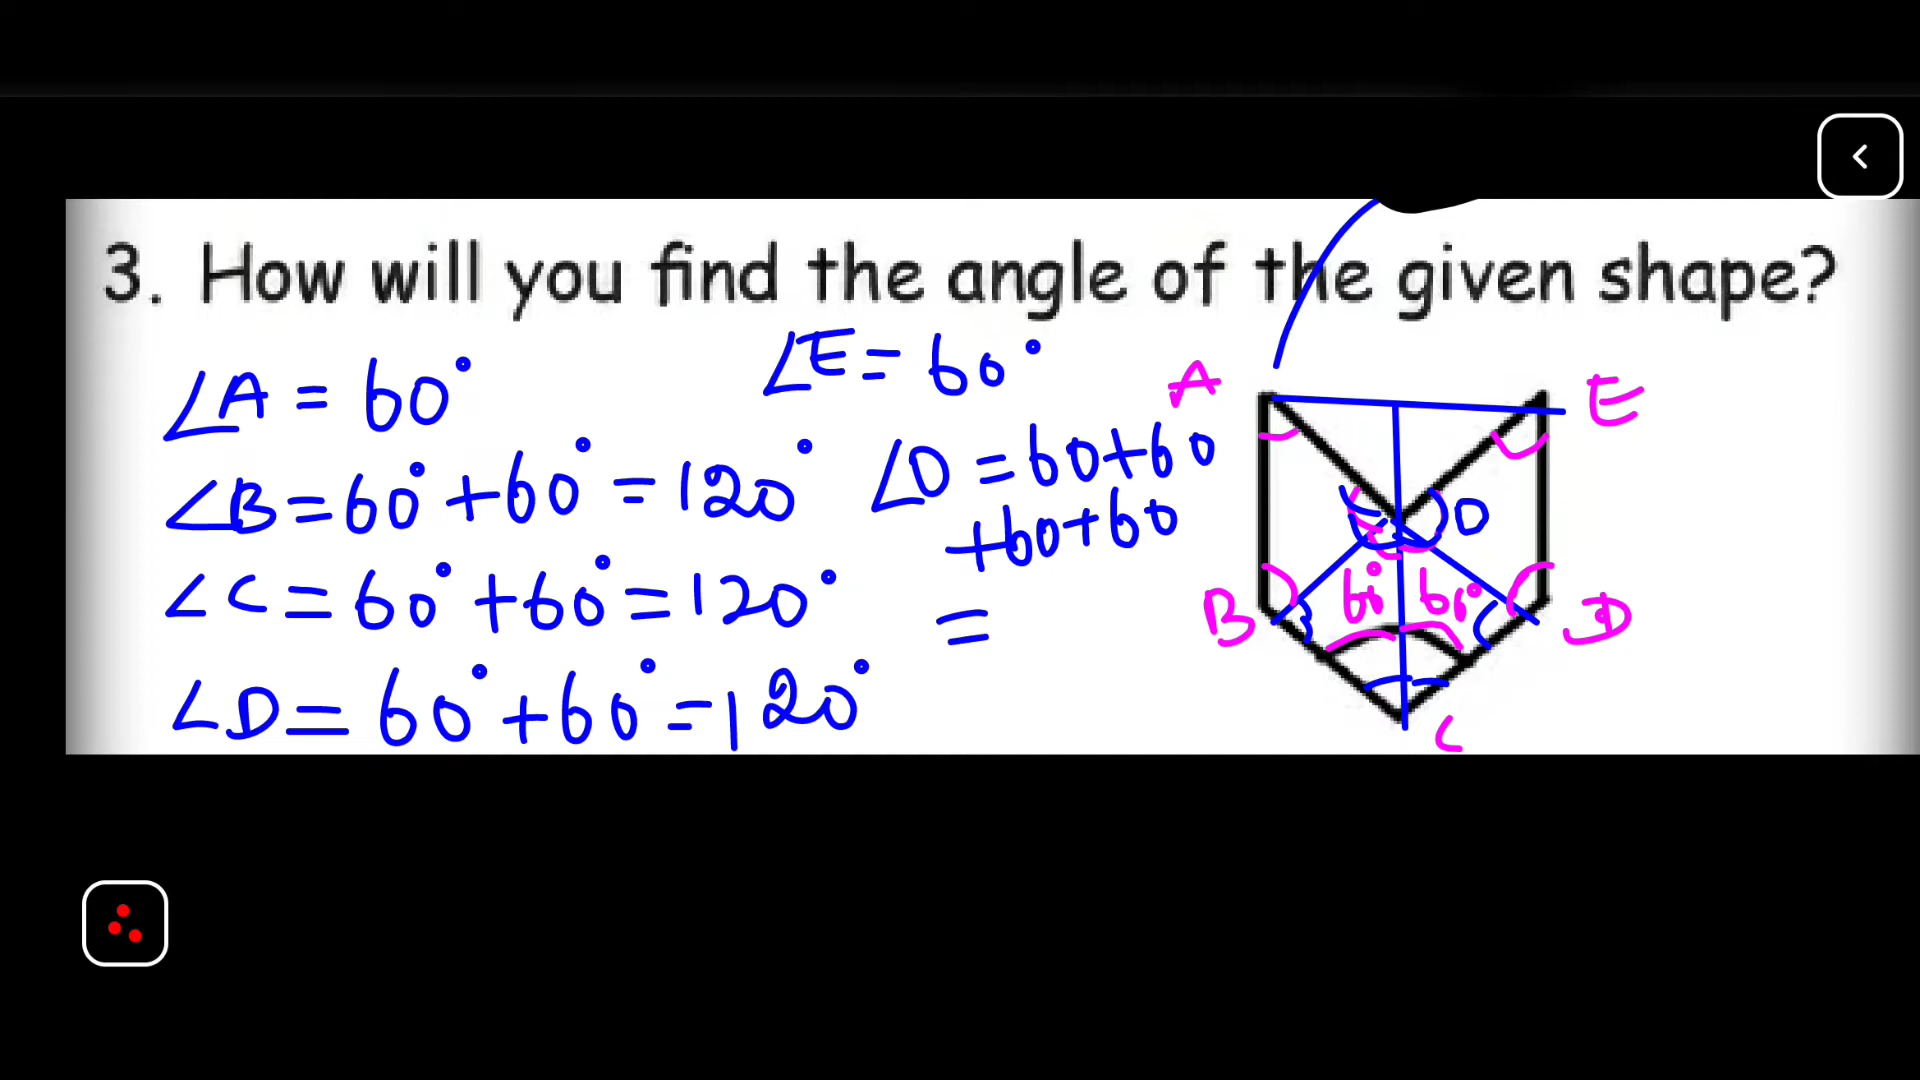 3. How will you find the angle of the given shape?
∠A = 60°
∠B = 60° + 60° = 120°
∠C = 60° + 60° = 120°
∠D = 60° + 60° = 120°
∠E = 60°
∠O = 60 + 60
+ 60 + 60
=
A
E
O
60° 60°
B
D
C